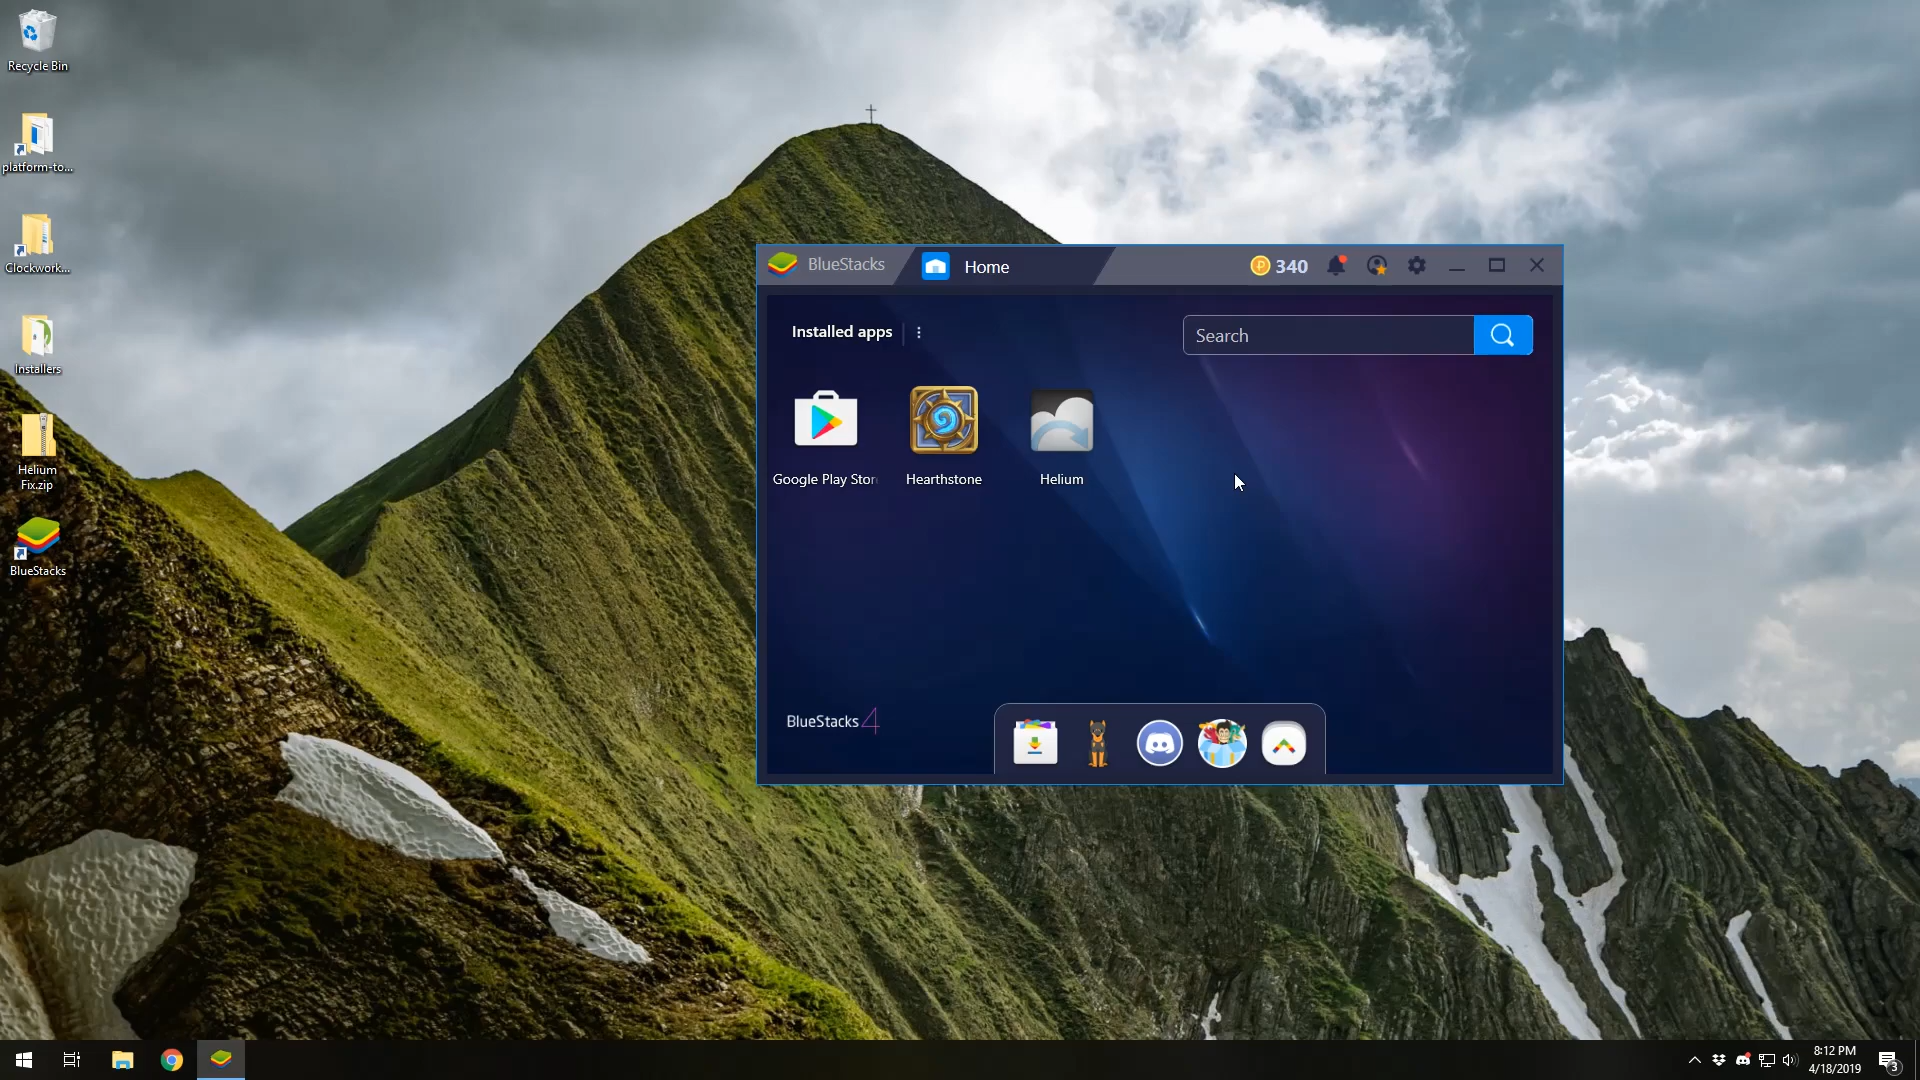 Recycle Bin
platform-to...
Clockwork...
Installers
Helium
Fix.zip
BlueStacks
BlueStacks
Home
340
Installed apps
Search
Google Play Stor
Hearthstone
Helium
BlueStacks 4
8:12 PM
4/18/2019
3